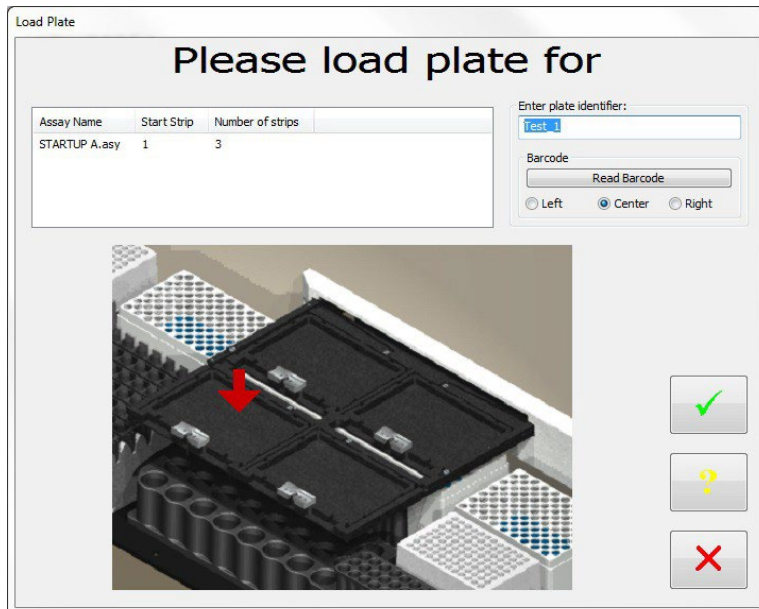 Load Plate
Please load plate for
Assay Name Start Strip Number of strips
STARTUP A.asy 1 3
Enter plate identifier:
Test_1
Barcode
Read Barcode
Left Center Right